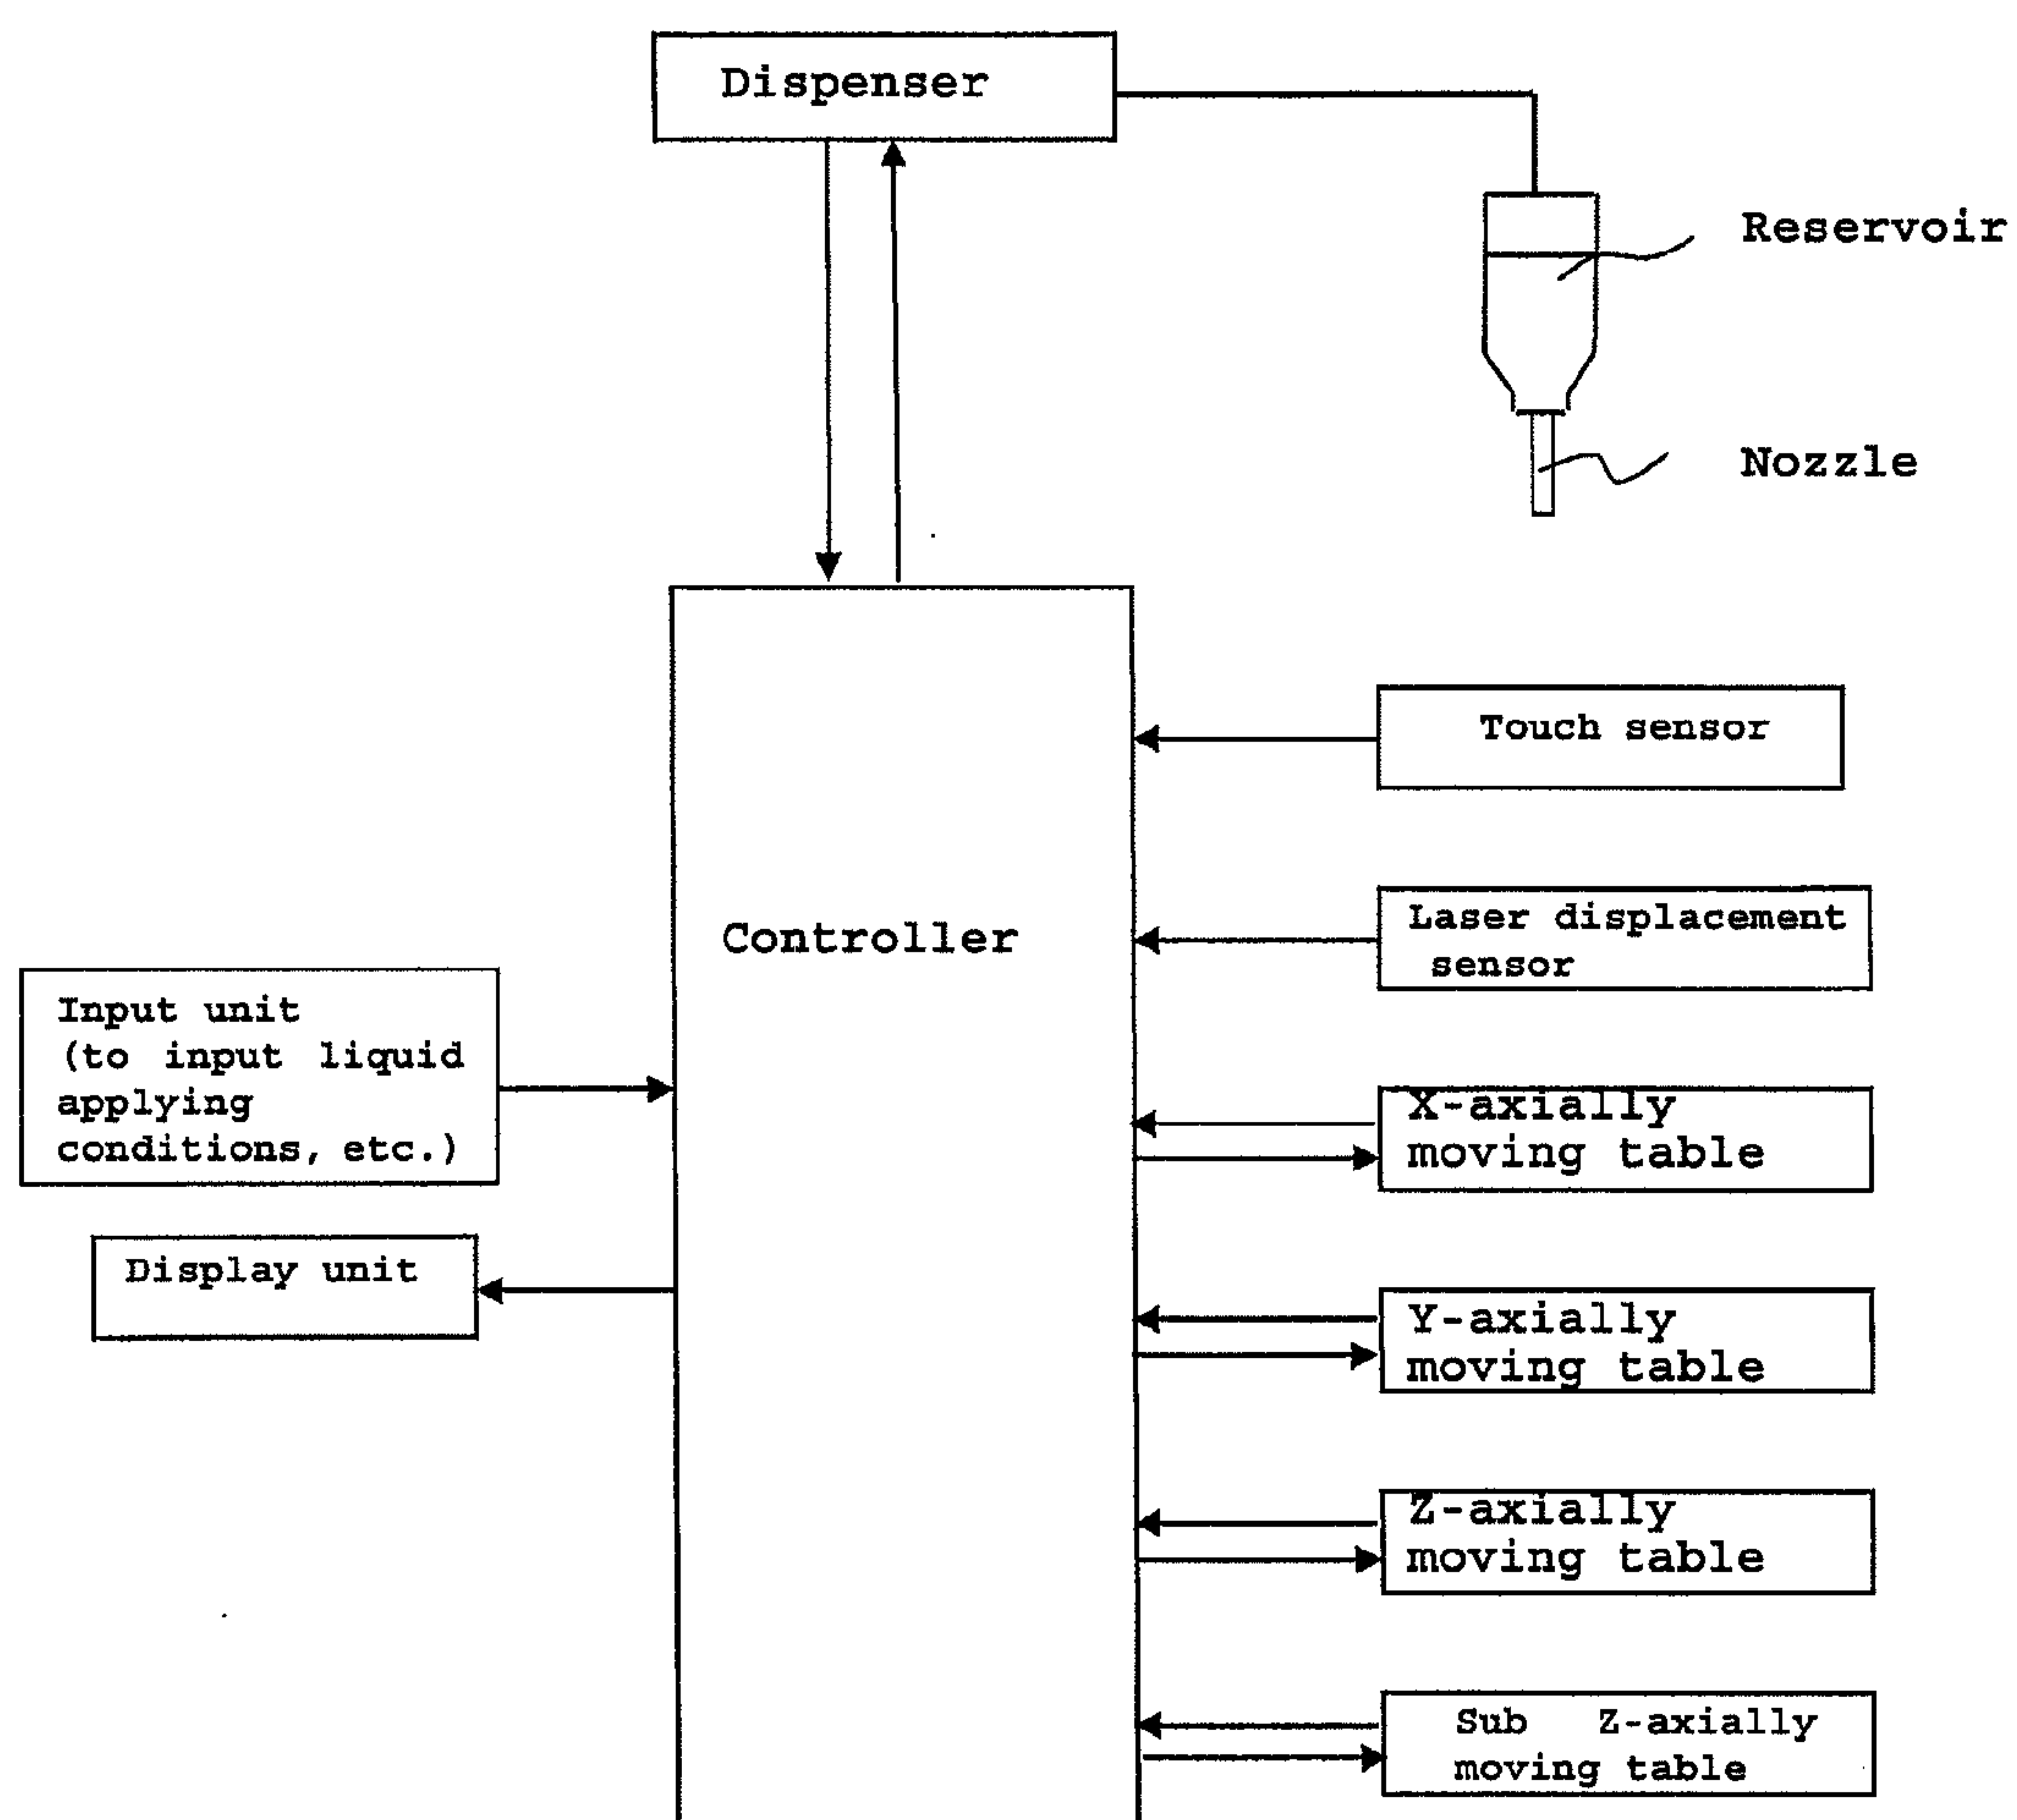 Dispenser
Reservoir
Nozzle
Touch sensor
Controller
Laser displacement
sensor
Input unit
(to input liquid
applying
conditions, etc.)
X-axially
moving table
Display unit
Y-axially
moving table
Z-axially
moving table
Sub Z-axially
moving table